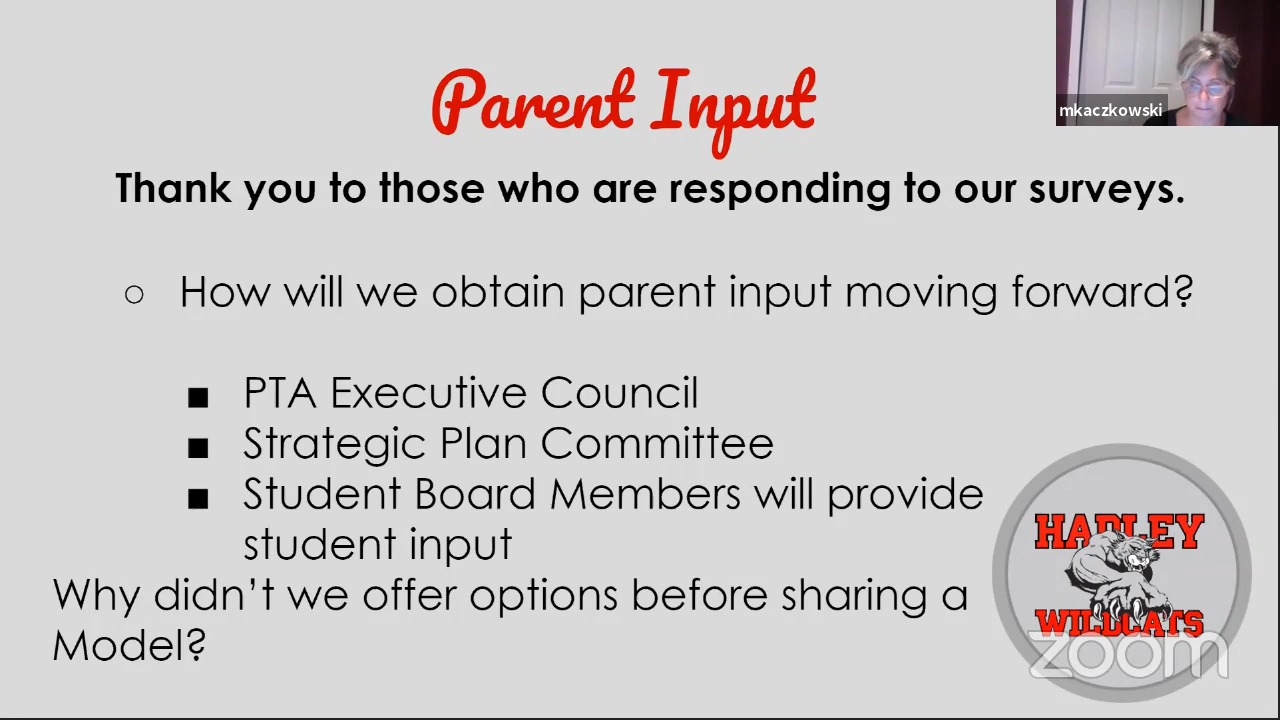 Parent Input
mkaczkowski
Thank you to those who are responding to our surveys.
○ How will we obtain parent input moving forward?
■ PTA Executive Council
■ Strategic Plan Committee
■ Student Board Members will provide
student input
Why didn't we offer options before sharing a
Model?
HADLEY
WILDCATS
zoom